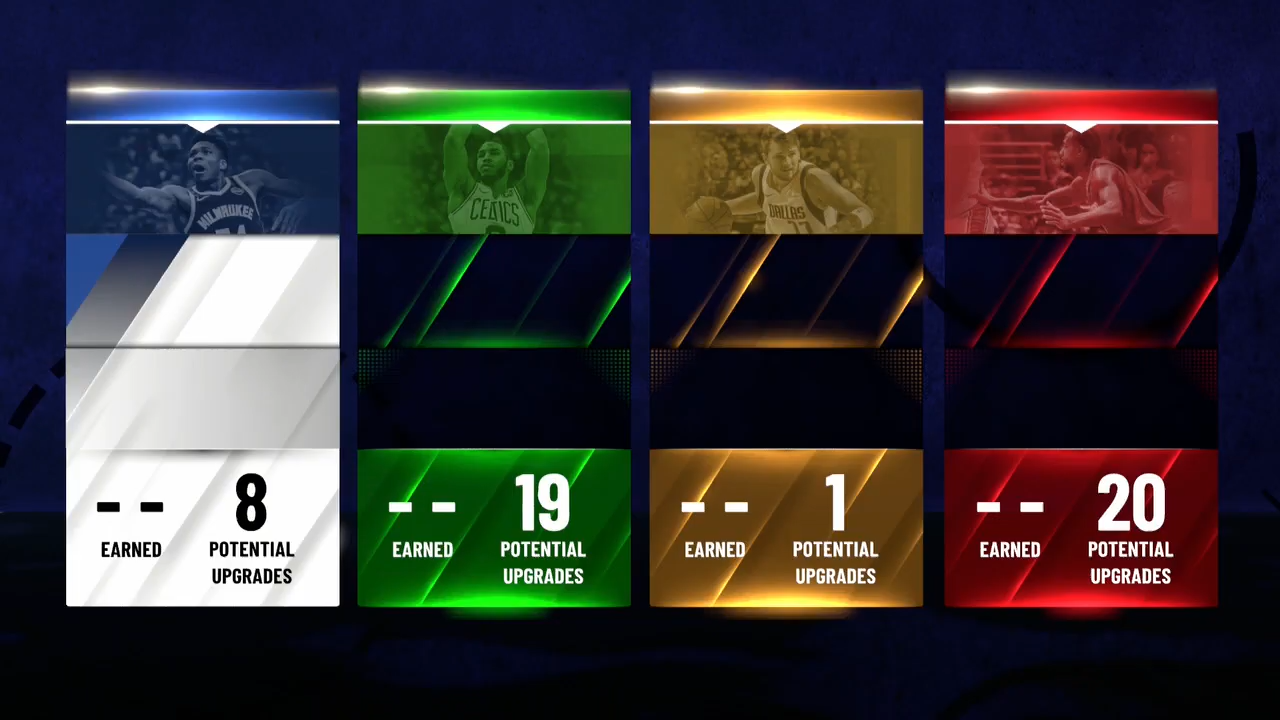 MILWAUKEE
CELTICS
DALLAS
- - 8
EARNED POTENTIAL
UPGRADES
- - 19
EARNED POTENTIAL
UPGRADES
- - 1
EARNED POTENTIAL
UPGRADES
- - 20
EARNED POTENTIAL
UPGRADES